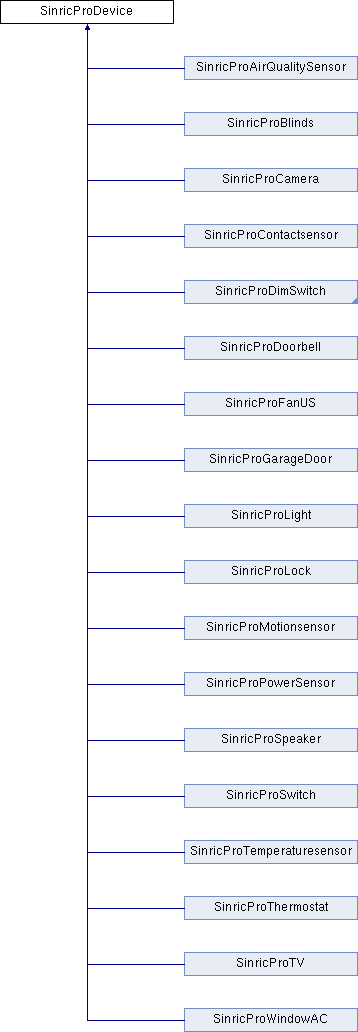 SinricProDevice
SinricProAirQualitySensor
SinricProBlinds
SinricProCamera
SinricProContactsensor
SinricProDimSwitch
SinricProDoorbell
SinricProFanUS
SinricProGarageDoor
SinricProLight
SinricProLock
SinricProMotionsensor
SinricProPowerSensor
SinricProSpeaker
SinricProSwitch
SinricProTemperaturesensor
SinricProThermostat
SinricProTV
SinricProWindowAC